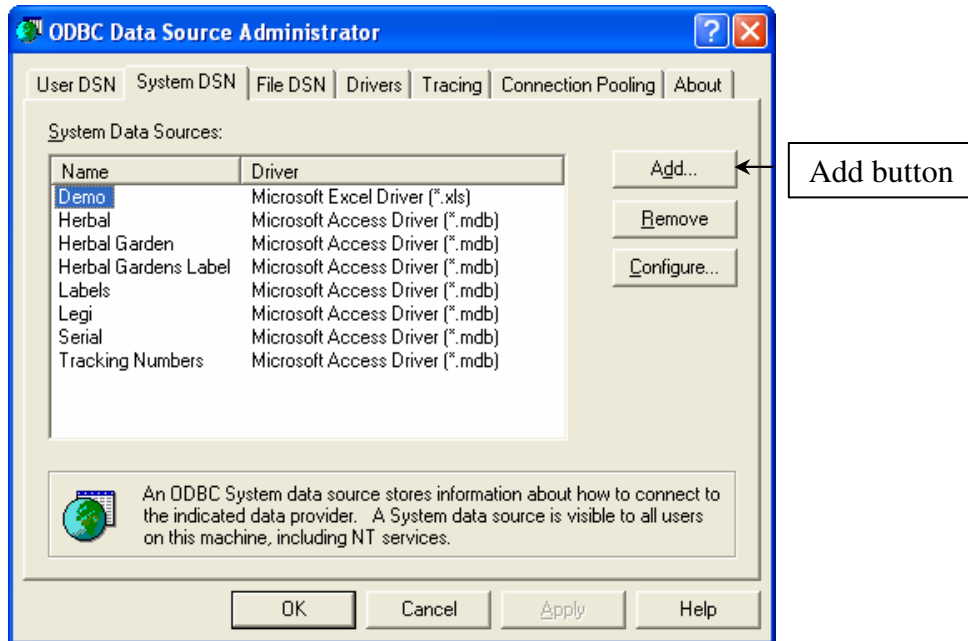 ODBC Data Source Administrator
User DSN System DSN File DSN Drivers Tracing Connection Pooling About
System Data Sources:
Name Driver
Demo Microsoft Excel Driver (*.xls)
Herbal Microsoft Access Driver (*.mdb)
Herbal Garden Microsoft Access Driver (*.mdb)
Herbal Gardens Label Microsoft Access Driver (*.mdb)
Labels Microsoft Access Driver (*.mdb)
Legi Microsoft Access Driver (*.mdb)
Serial Microsoft Access Driver (*.mdb)
Tracking Numbers Microsoft Access Driver (*.mdb)
Add...
Remove
Configure...
Add button
An ODBC System data source stores information about how to connect to
the indicated data provider. A System data source is visible to all users
on this machine, including NT services.
OK Cancel Apply Help